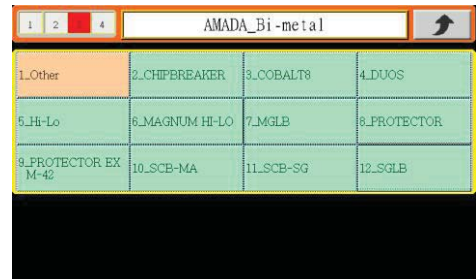 1 2 3 4 AMADA_Bi-metal
1_Other 2_CHIPBREAKER 3_COBALT8 4_DUOS
5_Hi-Lo 6_MAGNUM HI-LO 7_MGLB 8_PROTECTOR
9_PROTECTOR EX M-42 10_SCB-MA 11_SCB-SG 12_SGLB